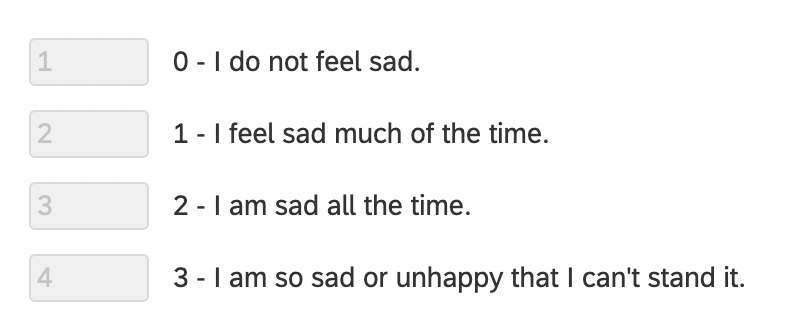 1 0 - I do not feel sad.
2 1 - I feel sad much of the time.
3 2 - I am sad all the time.
4 3 - I am so sad or unhappy that I can't stand it.